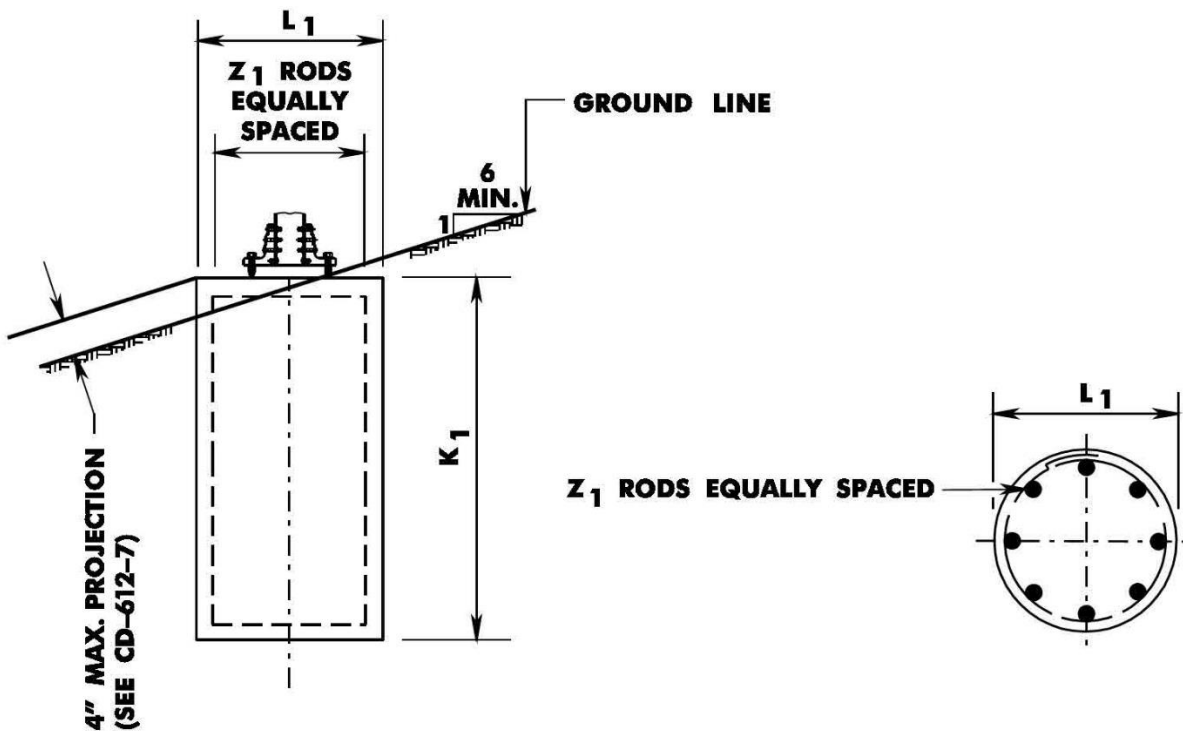 L1
Z1 RODS
EQUALLY
SPACED
GROUND LINE
6
MIN.
1
K1
4" MAX. PROJECTION
(SEE CD-612-7)
L1
Z1 RODS EQUALLY SPACED